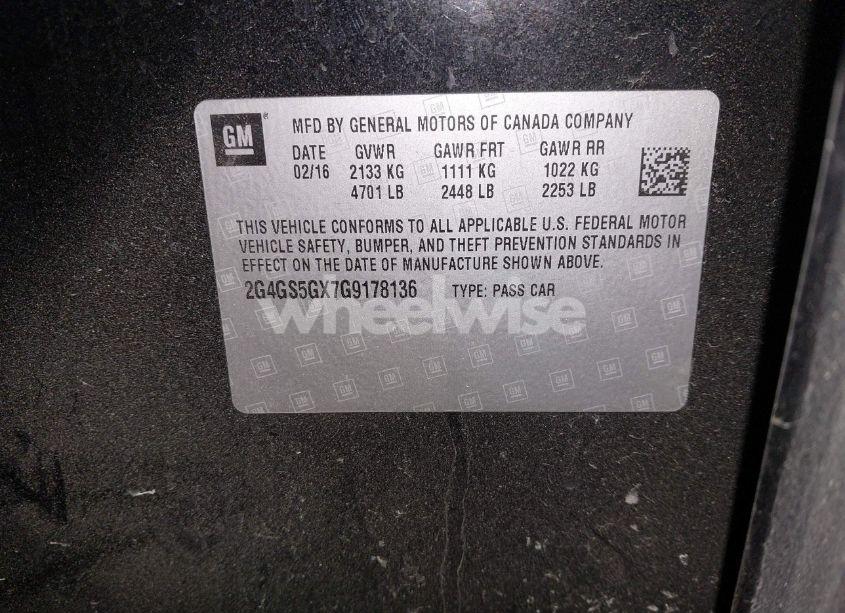 GM
MFD BY GENERAL MOTORS OF CANADA COMPANY
DATE GVWR GAWR FRT GAWR RR
02/16 2133 KG 1111 KG 1022 KG
4701 LB 2448 LB 2253 LB
THIS VEHICLE CONFORMS TO ALL APPLICABLE U.S. FEDERAL MOTOR
VEHICLE SAFETY, BUMPER, AND THEFT PREVENTION STANDARDS IN
EFFECT ON THE DATE OF MANUFACTURE SHOWN ABOVE.
2G4GS5GX7G9178136 TYPE: PASS CAR
wheelwise